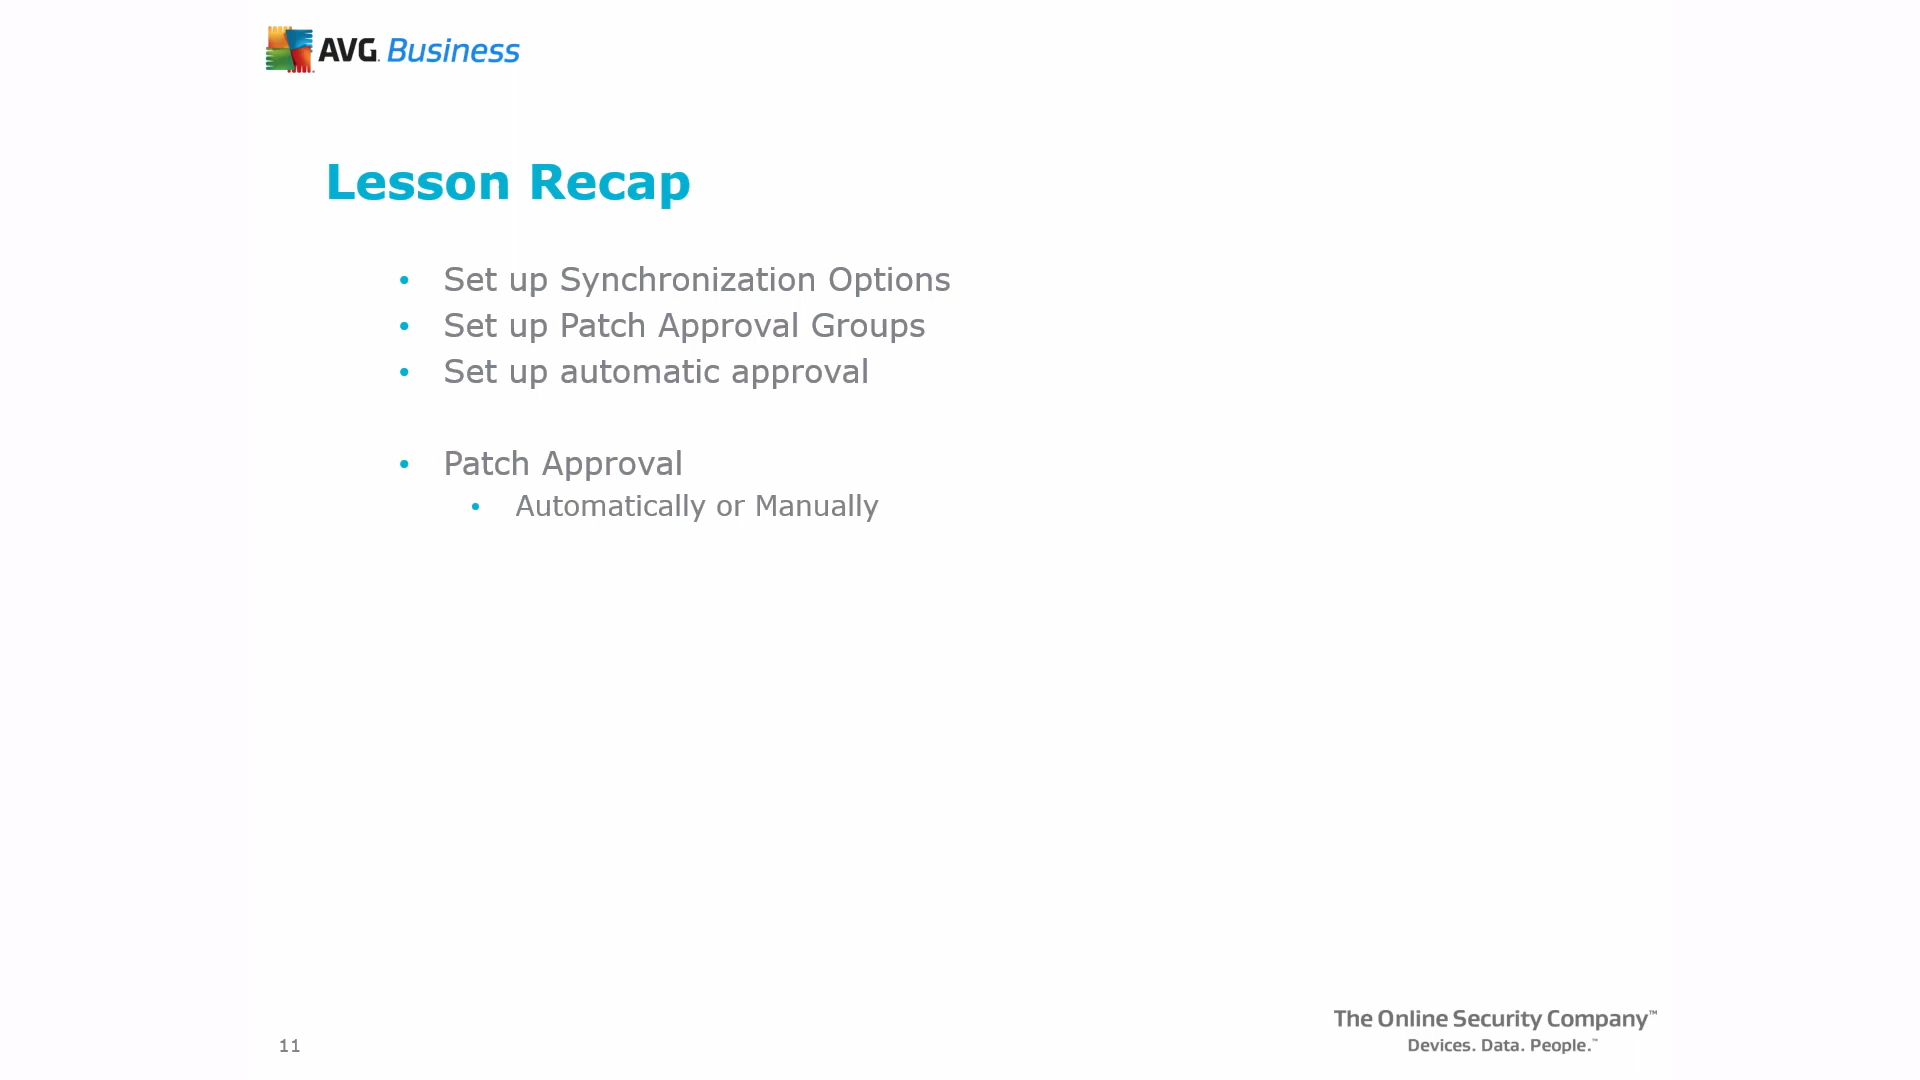 AVG. Business
Lesson Recap
• Set up Synchronization Options
• Set up Patch Approval Groups
• Set up automatic approval
• Patch Approval
• Automatically or Manually
The Online Security Company™
Devices. Data. People.™
11